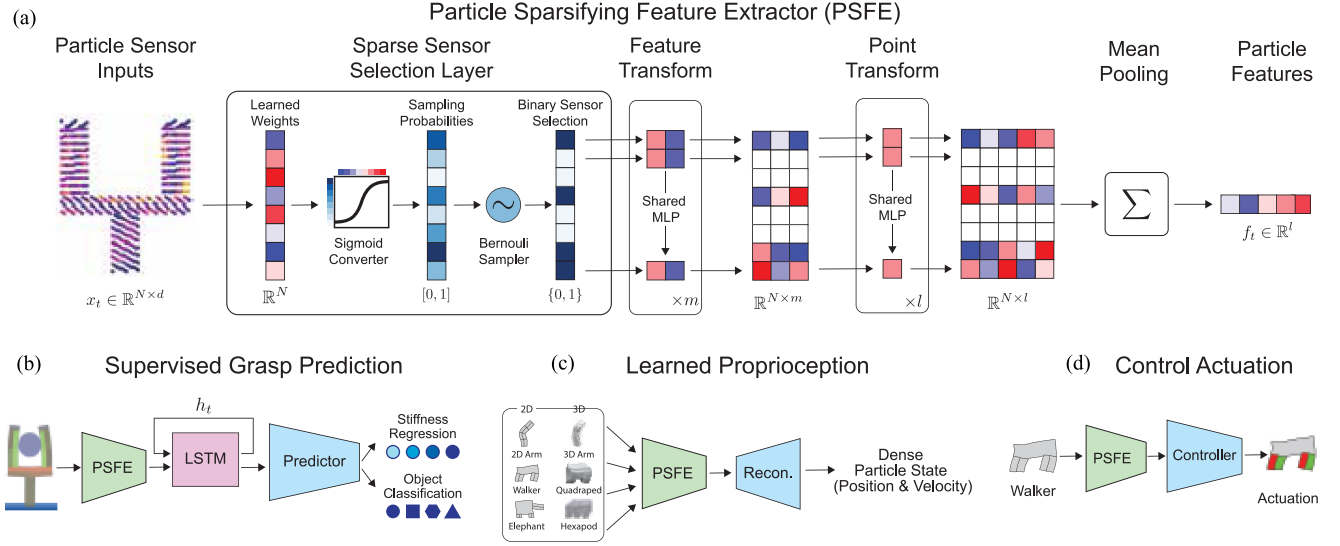 Particle Sparsifying Feature Extractor (PSFE)
(a)
Particle Sensor
Inputs
Sparse Sensor
Selection Layer
Feature
Transform
Point
Transform
Mean
Pooling
Particle
Features
Learned
Weights
Sampling
Probabilities
Binary Sensor
Selection
Sigmoid
Converter
∼
Bernouli
Sampler
Shared
MLP
Shared
MLP
Σ
x_t ∈ ℝ^{N×d}
ℝ^N
[0, 1]
{0, 1}
×m
ℝ^{N×m}
×l
ℝ^{N×l}
f_t ∈ ℝ^l
(b)
Supervised Grasp Prediction
PSFE
h_t
LSTM
Predictor
Stiffness
Regression
Object
Classification
(c)
Learned Proprioception
2D
3D
2D Arm
3D Arm
Walker
Quadraped
Elephant
Hexapod
PSFE
Recon.
Dense
Particle State
(Position & Velocity)
(d)
Control Actuation
Walker
PSFE
Controller
Actuation